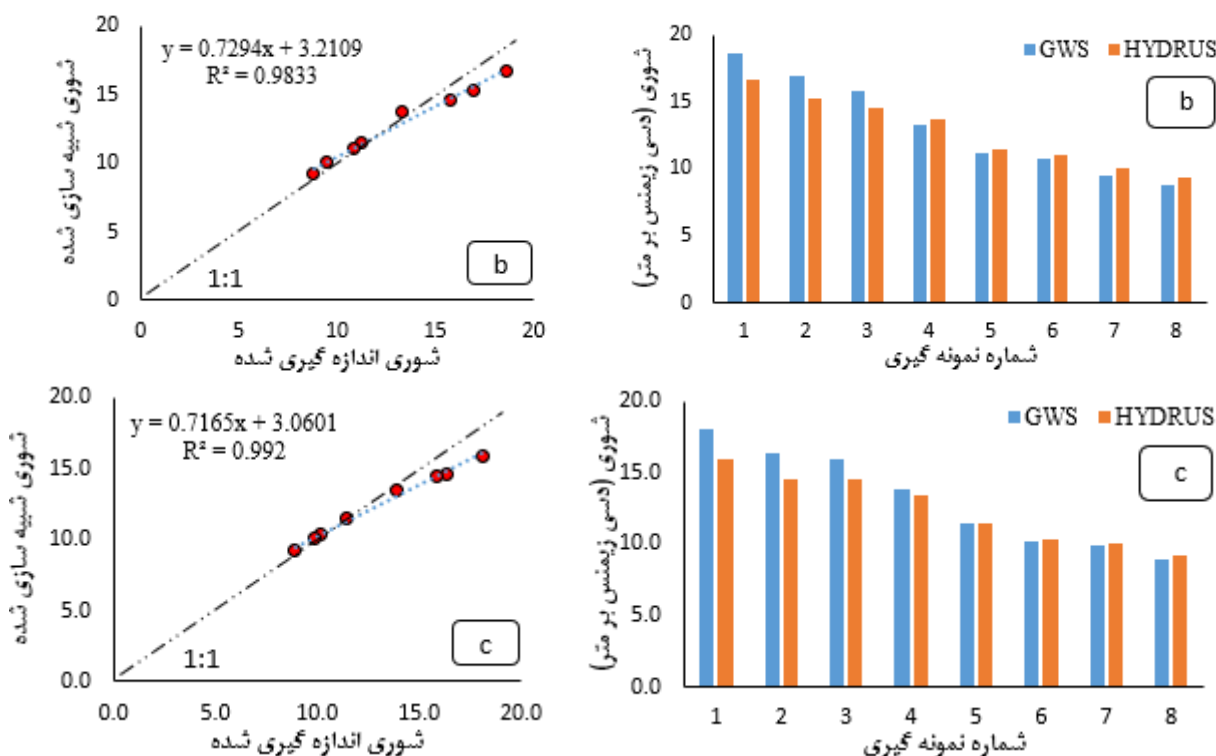 شوری شبیه سازی شده
20
15
10
5
0
y = 0.7294x + 3.2109
R² = 0.9833
1:1
b
0 5 10 15 20
شوری اندازه گیری شده
شوری (دسی زیمنس بر متر)
20
15
10
5
0
GWS HYDRUS
b
1 2 3 4 5 6 7 8
شماره نمونه گیری
شوری شبیه سازی شده
20.0
15.0
10.0
5.0
0.0
y = 0.7165x + 3.0601
R² = 0.992
1:1
c
0.0 5.0 10.0 15.0 20.0
شوری اندازه گیری شده
شوری (دسی زیمنس بر متر)
20.0
15.0
10.0
5.0
0.0
GWS HYDRUS
c
1 2 3 4 5 6 7 8
شماره نمونه گیری